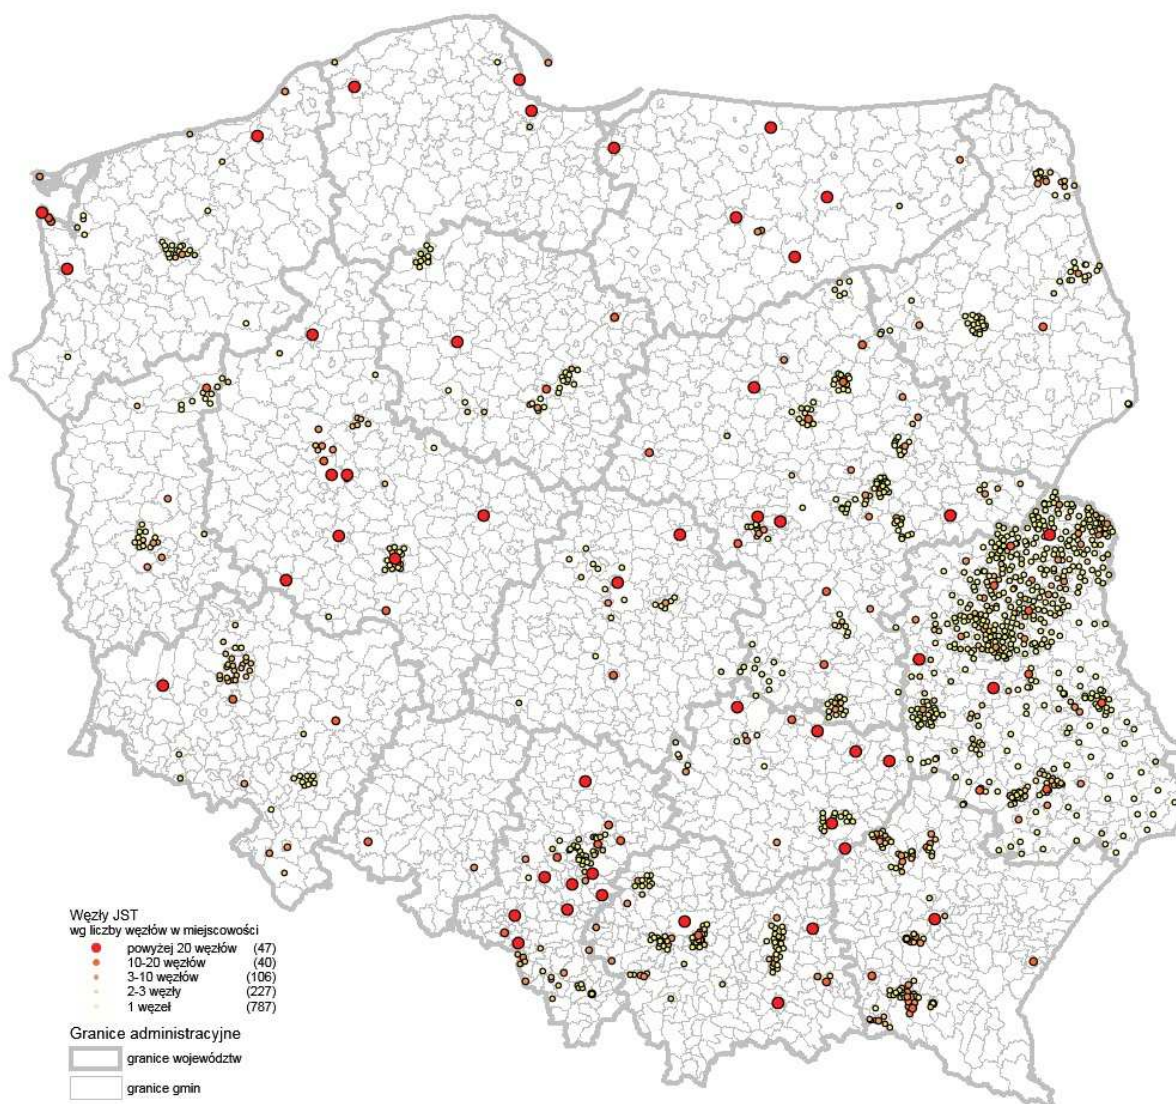 Węzły JST
wg liczby węzłów w miejscowości
powyżej 20 węzłów (47)
10-20 węzłów (40)
3-10 węzłów (106)
2-3 węzły (227)
1 węzeł (787)
Granice administracyjne
granice województw
granice gmin